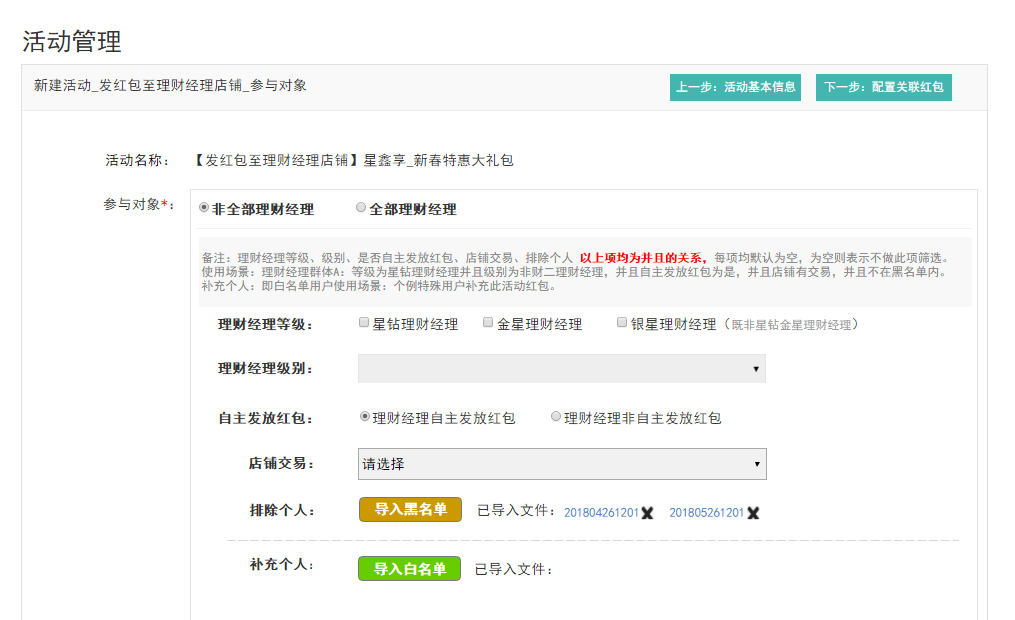 活动管理
新建活动_发红包至理财经理店铺_参与对象
上一步：活动基本信息
下一步：配置关联红包
活动名称： 【发红包至理财经理店铺】星鑫享_新春特惠大礼包
参与对象*： 非全部理财经理 全部理财经理
备注：理财经理等级、级别、是否自主发放红包、店铺交易、排除个人 以上项均为并且的关系，每项均默认为空，为空则表示不做此项筛选。
使用场景：理财经理群体A：等级为星钻理财经理并且级别为非财二理财经理，并且自主发放红包为是，并且店铺有交易，并且不在黑名单内。
补充个人：即白名单用户使用场景：个例特殊用户补充此活动红包。
理财经理等级： 星钻理财经理 金星理财经理 银星理财经理（既非星钻金星理财经理）
理财经理级别：
自主发放红包： 理财经理自主发放红包 理财经理非自主发放红包
店铺交易： 请选择
排除个人： 导入黑名单 已导入文件： 201804261201 201805261201
补充个人： 导入白名单 已导入文件：